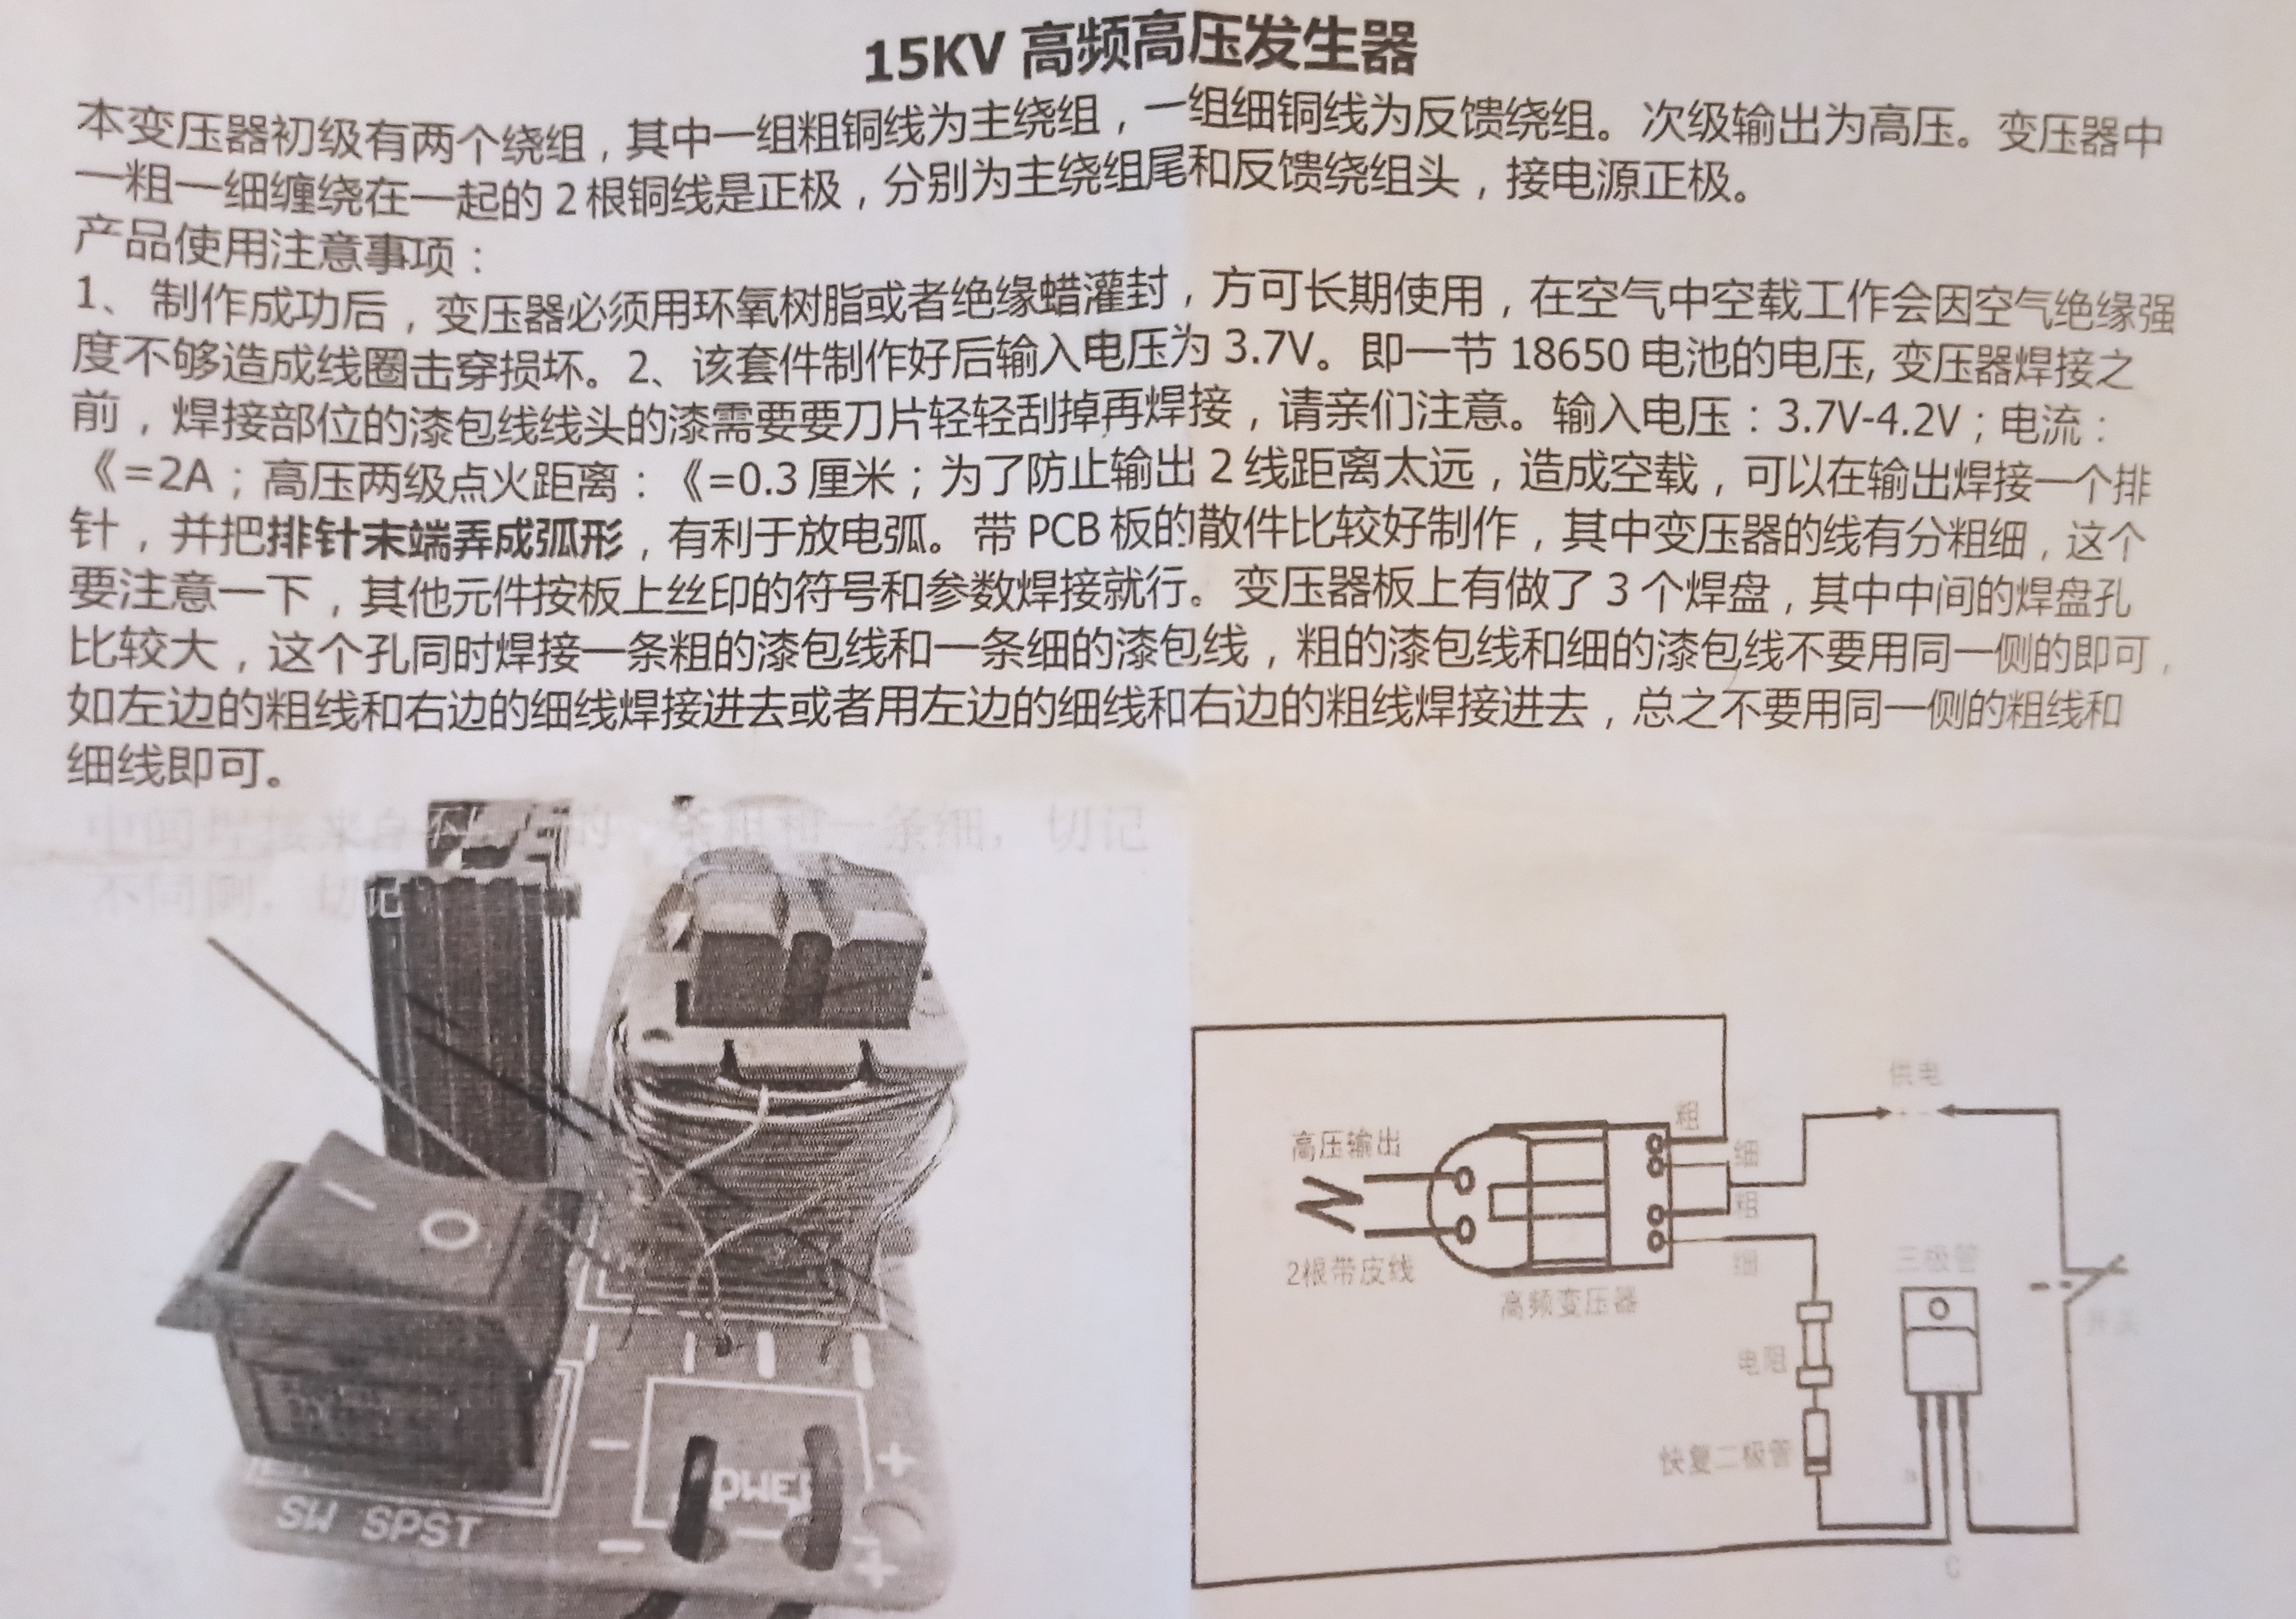 15KV 高频高压发生器
本变压器初级有两个绕组，其中一组粗铜线为主绕组，一组细铜线为反馈绕组。次级输出为高压。变压器中
一粗一细缠绕在一起的 2 根铜线是正极，分别为主绕组尾和反馈绕组头，接电源正极。
产品使用注意事项：
1、 制作成功后，变压器必须用环氧树脂或者绝缘蜡灌封，方可长期使用，在空气中空载工作会因空气绝缘强
度不够造成线圈击穿损坏。2、该套件制作好后输入电压为 3.7V。即一节 18650 电池的电压, 变压器焊接之
前，焊接部位的漆包线线头的漆需要要刀片轻轻刮掉再焊接，请亲们注意。输入电压：3.7V-4.2V；电流：
《=2A；高压两级点火距离：《=0.3 厘米；为了防止输出 2 线距离太远，造成空载，可以在输出焊接一个排
针，并把排针末端弄成弧形，有利于放电弧。带 PCB 板的散件比较好制作，其中变压器的线有分粗细，这个
要注意一下，其他元件按板上丝印的符号和参数焊接就行。变压器板上有做了 3 个焊盘，其中中间的焊盘孔
比较大，这个孔同时焊接一条粗的漆包线和一条细的漆包线，粗的漆包线和细的漆包线不要用同一侧的即可，
如左边的粗线和右边的细线焊接进去或者用左边的细线和右边的粗线焊接进去，总之不要用同一侧的粗线和
细线即可。
中间焊接来自不 的一条粗和一条细，切记
不同侧，切记
SW SPST
高压输出
2根带皮线
高频变压器
粗
细
粗
细
供电
三极管
开关
电阻
快复二极管
C